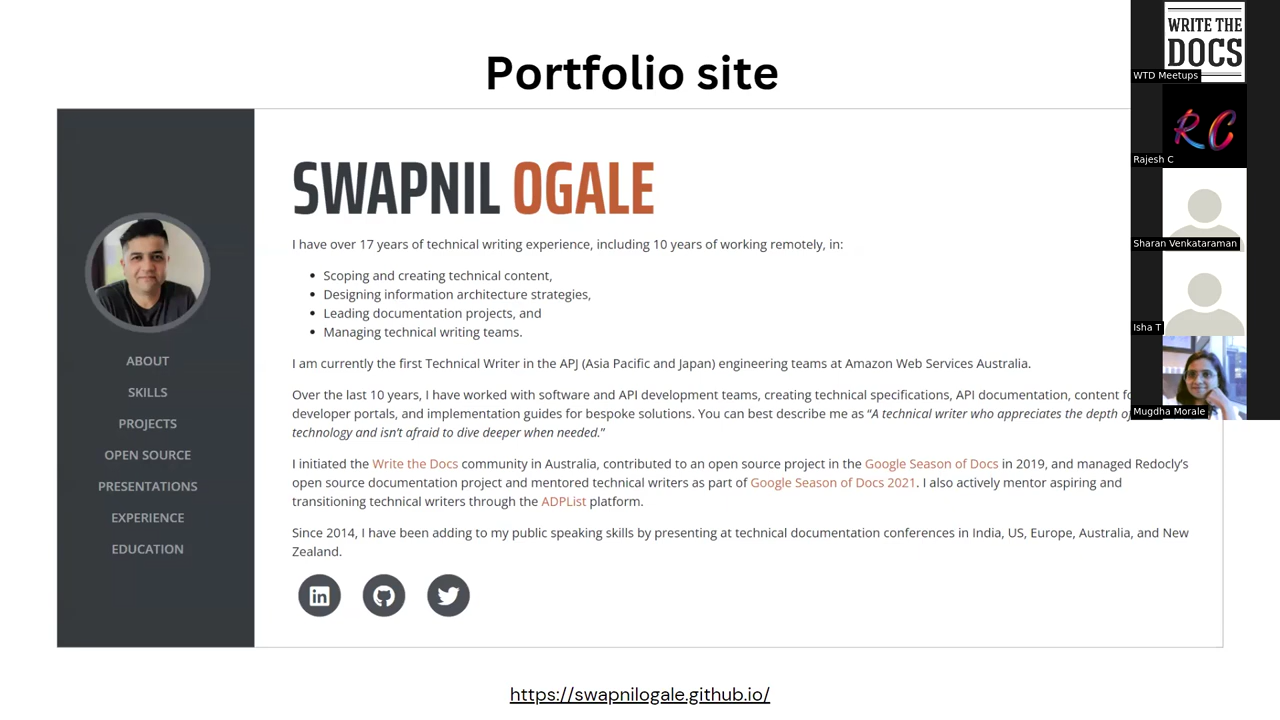 Portfolio site
SWAPNIL OGALE
I have over 17 years of technical writing experience, including 10 years of working remotely, in:
• Scoping and creating technical content,
• Designing information architecture strategies,
• Leading documentation projects, and
• Managing technical writing teams.
I am currently the first Technical Writer in the APJ (Asia Pacific and Japan) engineering teams at Amazon Web Services Australia.
Over the last 10 years, I have worked with software and API development teams, creating technical specifications, API documentation, content
developer portals, and implementation guides for bespoke solutions. You can best describe me as “A technical writer who appreciates the depth of
technology and isn’t afraid to dive deeper when needed.”
I initiated the Write the Docs community in Australia, contributed to an open source project in the Google Season of Docs in 2019, and managed Redocly’s
open source documentation project and mentored technical writers as part of Google Season of Docs 2021. I also actively mentor aspiring and
transitioning technical writers through the ADPList platform.
Since 2014, I have been adding to my public speaking skills by presenting at technical documentation conferences in India, US, Europe, Australia, and New
Zealand.
ABOUT
SKILLS
PROJECTS
OPEN SOURCE
PRESENTATIONS
EXPERIENCE
EDUCATION
in
https://swapnilogale.github.io/
WRITE THE
DOCS
WTD Meetups
RC
Rajesh C
Sharan Venkataraman
Isha T
Mugdha Morale